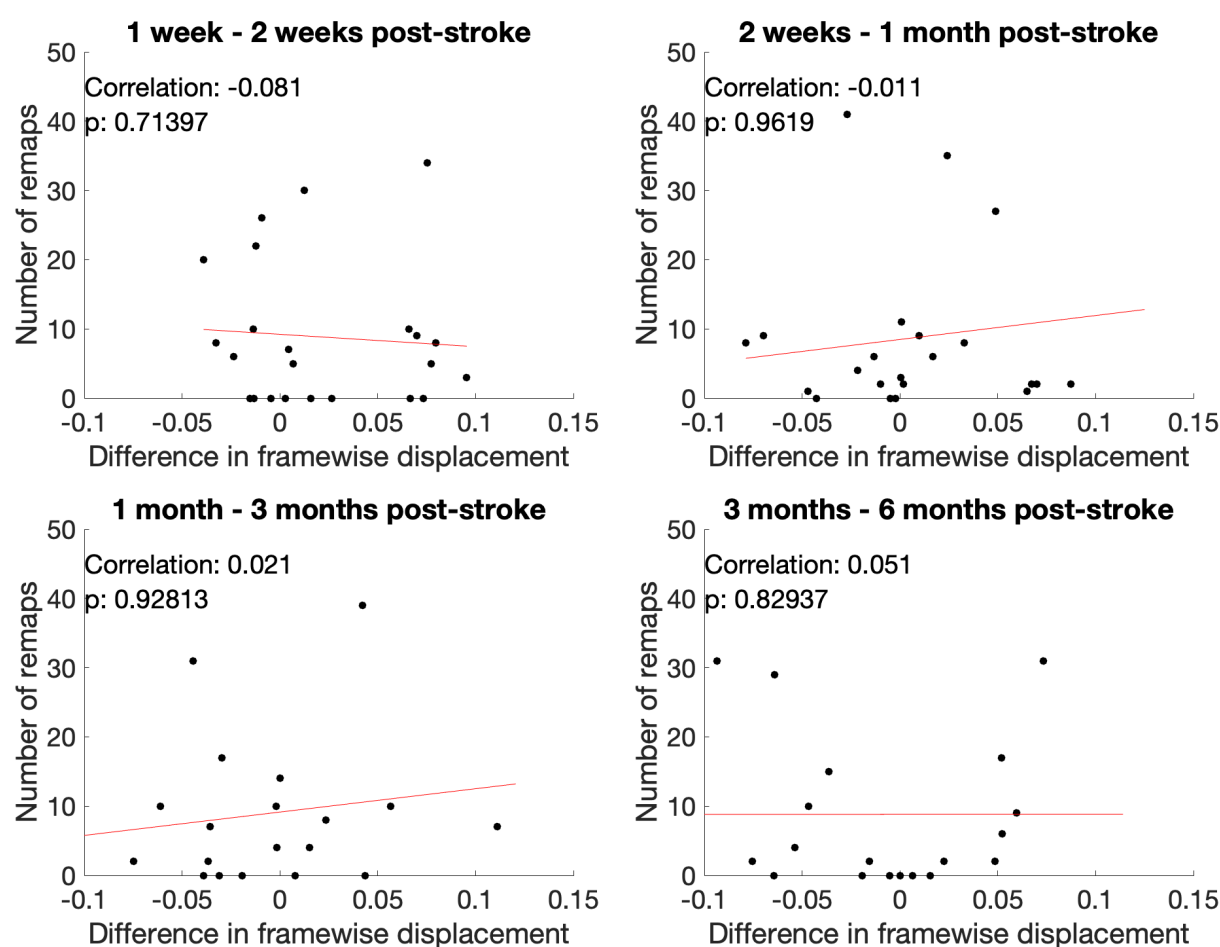 1 week - 2 weeks post-stroke
50
40
30
20
10
0
Number of remaps
Correlation: -0.081
p: 0.71397
-0.1 -0.05 0 0.05 0.1 0.15
Difference in framewise displacement
2 weeks - 1 month post-stroke
50
40
30
20
10
0
Number of remaps
Correlation: -0.011
p: 0.9619
-0.1 -0.05 0 0.05 0.1 0.15
Difference in framewise displacement
1 month - 3 months post-stroke
50
40
30
20
10
0
Number of remaps
Correlation: 0.021
p: 0.92813
-0.1 -0.05 0 0.05 0.1 0.15
Difference in framewise displacement
3 months - 6 months post-stroke
50
40
30
20
10
0
Number of remaps
Correlation: 0.051
p: 0.82937
-0.1 -0.05 0 0.05 0.1 0.15
Difference in framewise displacement